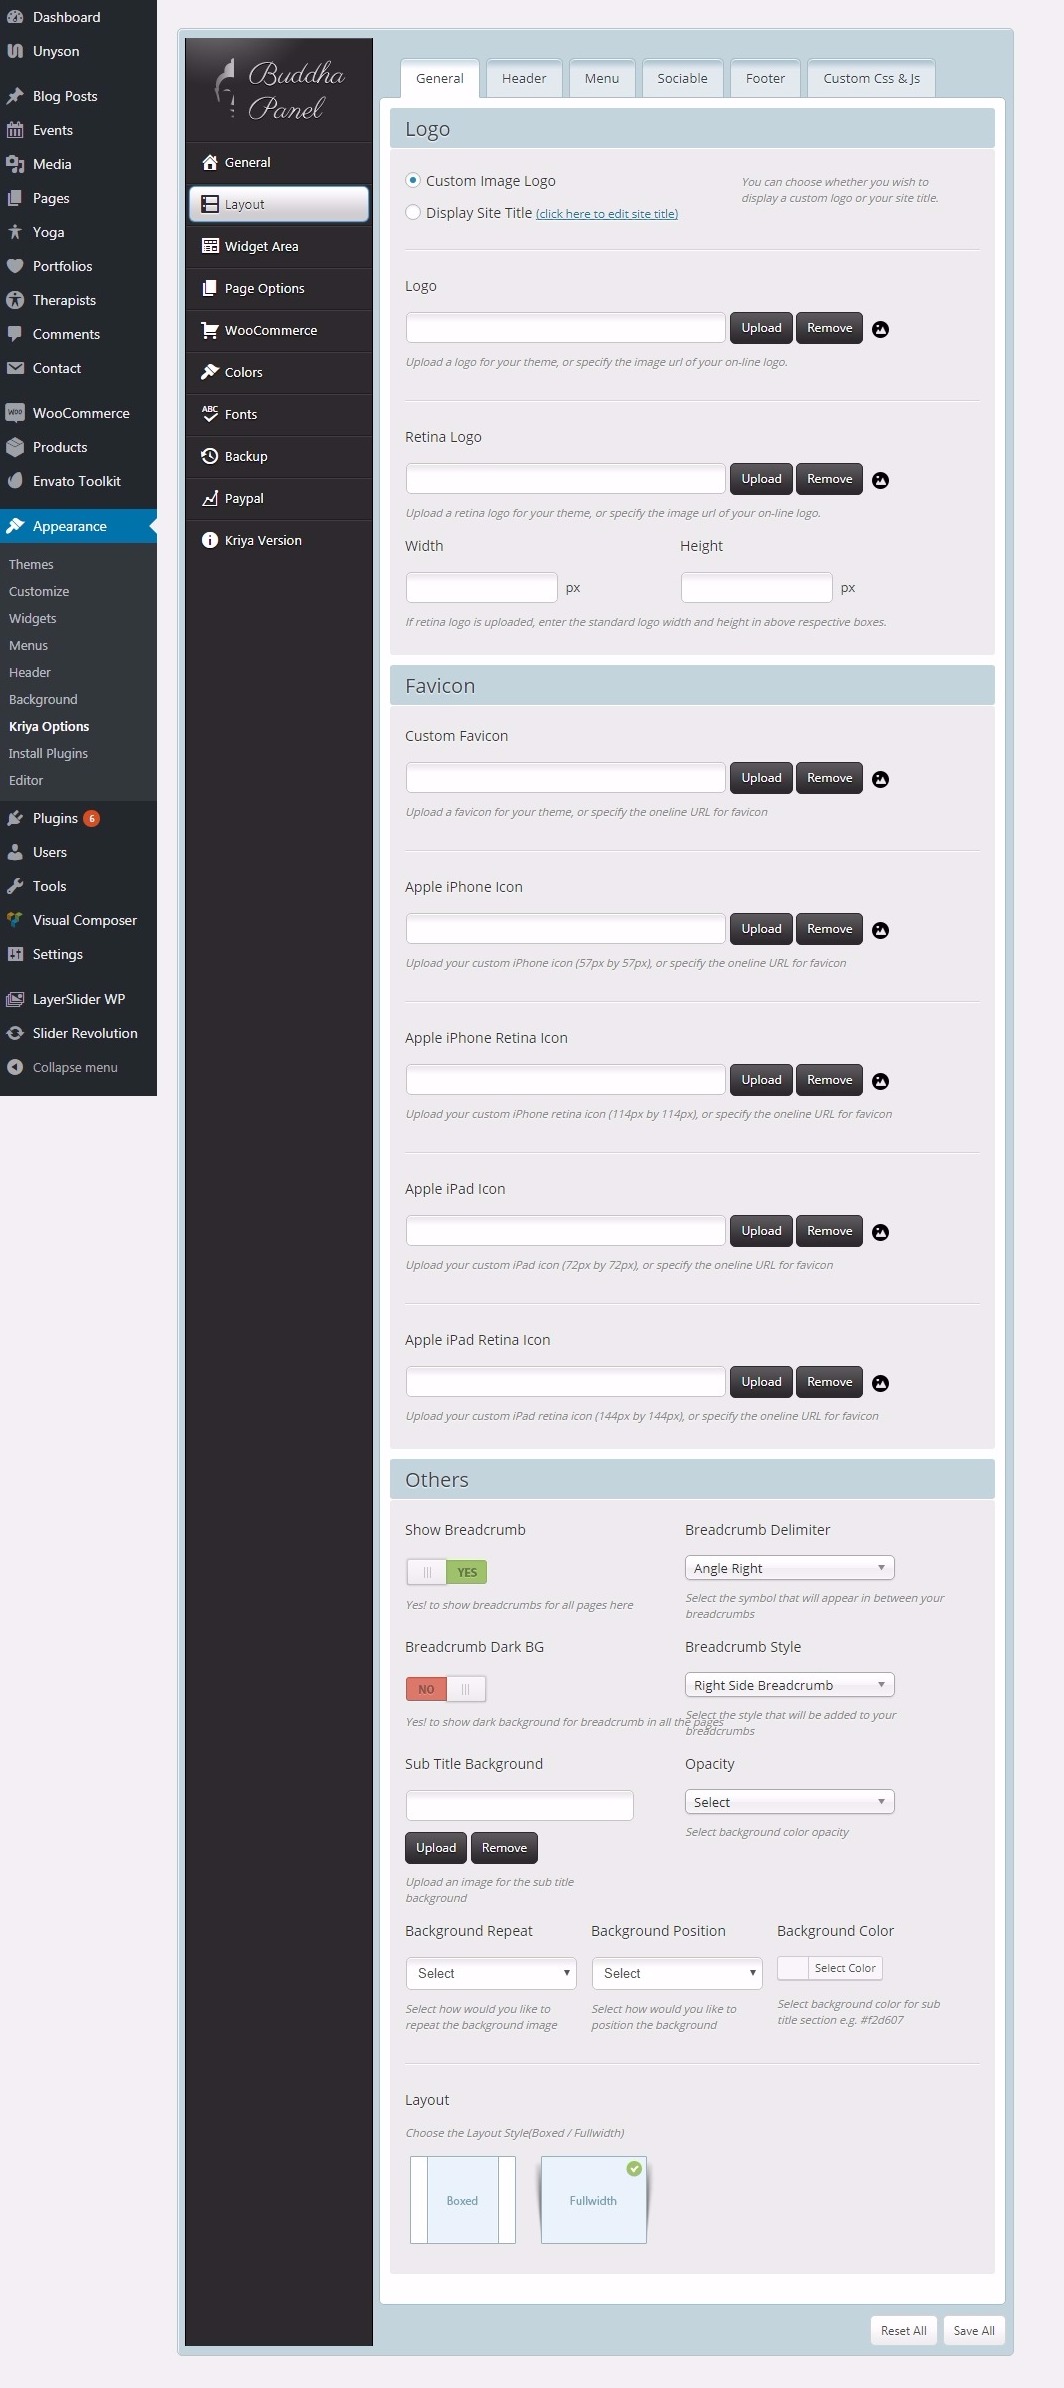 Dashboard
Unyson
Blog Posts
Events
Media
Pages
Yoga
Portfolios
Therapists
Comments
Contact
WOO WooCommerce
Products
Envato Toolkit
Appearance
Themes
Customize
Widgets
Menus
Header
Background
Kriya Options
Install Plugins
Editor
Plugins 6
Users
Tools
Visual Composer
Settings
LayerSlider WP
Slider Revolution
Collapse menu
Buddha
Panel
General
Layout
Widget Area
Page Options
WooCommerce
Colors
ABC Fonts
Backup
Paypal
Kriya Version
General Header Menu Sociable Footer Custom Css & Js
Logo
Custom Image Logo
Display Site Title (click here to edit site title)
You can choose whether you wish to
display a custom logo or your site title.
Logo
Upload Remove
Upload a logo for your theme, or specify the image url of your on-line logo.
Retina Logo
Upload Remove
Upload a retina logo for your theme, or specify the image url of your on-line logo.
Width Height
px px
If retina logo is uploaded, enter the standard logo width and height in above respective boxes.
Favicon
Custom Favicon
Upload Remove
Upload a favicon for your theme, or specify the oneline URL for favicon
Apple iPhone Icon
Upload Remove
Upload your custom iPhone icon (57px by 57px), or specify the oneline URL for favicon
Apple iPhone Retina Icon
Upload Remove
Upload your custom iPhone retina icon (114px by 114px), or specify the oneline URL for favicon
Apple iPad Icon
Upload Remove
Upload your custom iPad icon (72px by 72px), or specify the oneline URL for favicon
Apple iPad Retina Icon
Upload Remove
Upload your custom iPad retina icon (144px by 144px), or specify the oneline URL for favicon
Others
Show Breadcrumb
YES
Yes! to show breadcrumbs for all pages here
Breadcrumb Delimiter
Angle Right
Select the symbol that will appear in between your
breadcrumbs
Breadcrumb Dark BG
NO
Yes! to show dark background for breadcrumb in all the pages
Breadcrumb Style
Right Side Breadcrumb
Select the style that will be added to your
breadcrumbs
Sub Title Background
Upload Remove
Upload an image for the sub title
background
Opacity
Select
Select background color opacity
Background Repeat
Select
Select how would you like to
repeat the background image
Background Position
Select
Select how would you like to
position the background
Background Color
Select Color
Select background color for sub
title section e.g. #f2d607
Layout
Choose the Layout Style(Boxed / Fullwidth)
Boxed Fullwidth
Reset All Save All